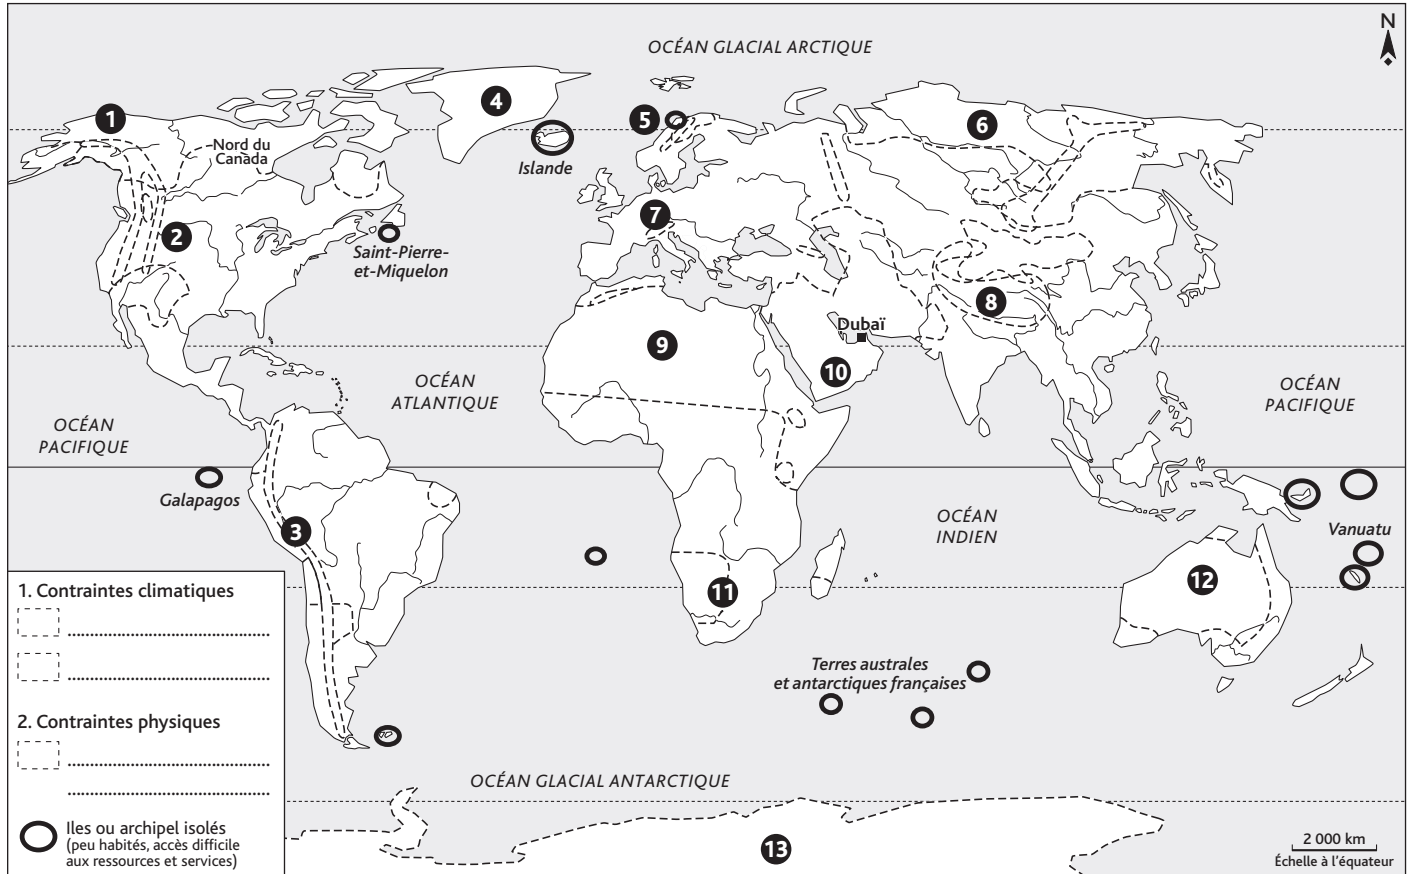 N
OCÉAN GLACIAL ARCTIQUE
1
4
5
6
Nord du
Canada
Islande
7
2
Saint-Pierre-
et-Miquelon
8
Dubaï
9
10
OCÉAN
ATLANTIQUE
OCÉAN
PACIFIQUE
OCÉAN
PACIFIQUE
Galapagos
3
OCÉAN
INDIEN
Vanuatu
11
12
1. Contraintes climatiques
2. Contraintes physiques
Iles ou archipel isolés
(peu habités, accès difficile
aux ressources et services)
Terres australes
et antarctiques françaises
OCÉAN GLACIAL ANTARCTIQUE
13
2 000 km
Échelle à l'équateur